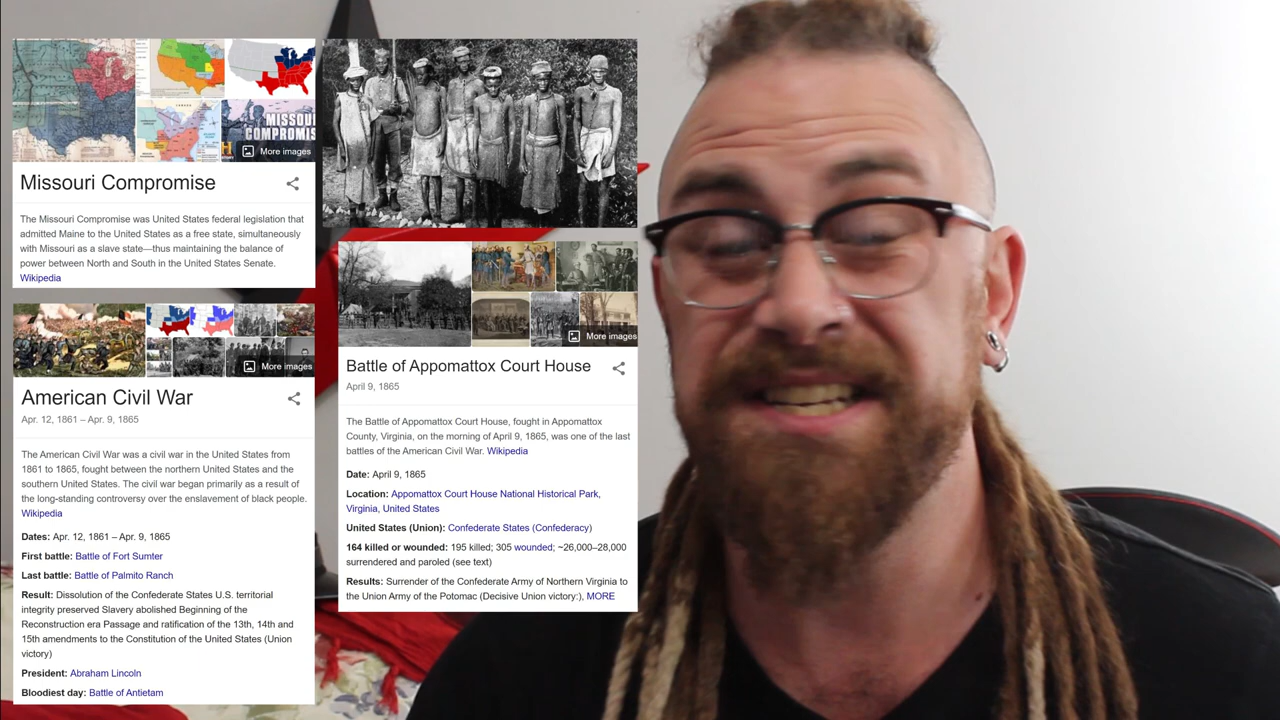 MISSOU
COMPROMIS
More images
Missouri Compromise
The Missouri Compromise was United States federal legislation that
admitted Maine to the United States as a free state, simultaneously
with Missouri as a slave state—thus maintaining the balance of
power between North and South in the United States Senate.
Wikipedia
More images
American Civil War
Apr. 12, 1861 – Apr. 9, 1865
The American Civil War was a civil war in the United States from
1861 to 1865, fought between the northern United States and the
southern United States. The civil war began primarily as a result of
the long-standing controversy over the enslavement of black people.
Wikipedia
Dates: Apr. 12, 1861 – Apr. 9, 1865
First battle: Battle of Fort Sumter
Last battle: Battle of Palmito Ranch
Result: Dissolution of the Confederate States U.S. territorial
integrity preserved Slavery abolished Beginning of the
Reconstruction era Passage and ratification of the 13th, 14th and
15th amendments to the Constitution of the United States (Union
victory)
President: Abraham Lincoln
Bloodiest day: Battle of Antietam
More images
Battle of Appomattox Court House
April 9, 1865
The Battle of Appomattox Court House, fought in Appomattox
County, Virginia, on the morning of April 9, 1865, was one of the last
battles of the American Civil War. Wikipedia
Date: April 9, 1865
Location: Appomattox Court House National Historical Park,
Virginia, United States
United States (Union): Confederate States (Confederacy)
164 killed or wounded: 195 killed; 305 wounded; ~26,000–28,000
surrendered and paroled (see text)
Results: Surrender of the Confederate Army of Northern Virginia to
the Union Army of the Potomac (Decisive Union victory:), MORE